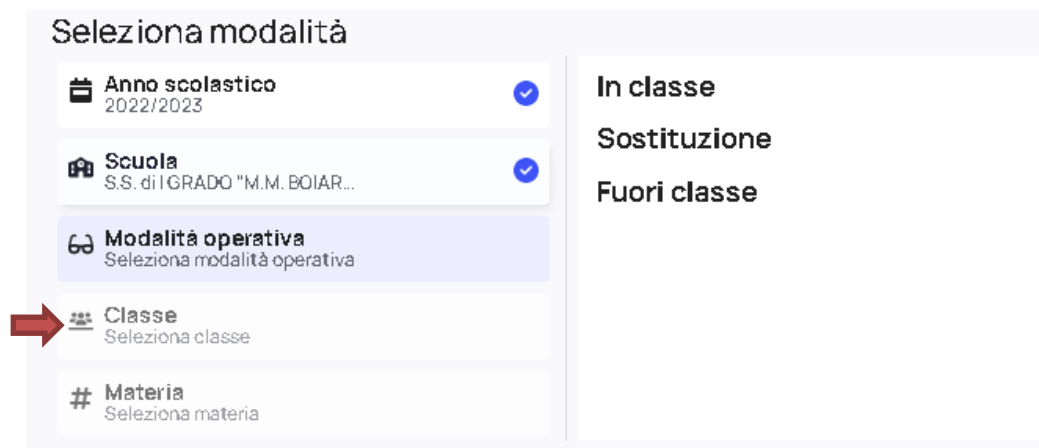 Seleziona modalità
Anno scolastico
2022/2023
Scuola
S.S. di I GRADO "M.M. BOIAR...
Modalità operativa
Seleziona modalità operativa
Classe
Seleziona classe
# Materia
Seleziona materia
In classe
Sostituzione
Fuori classe